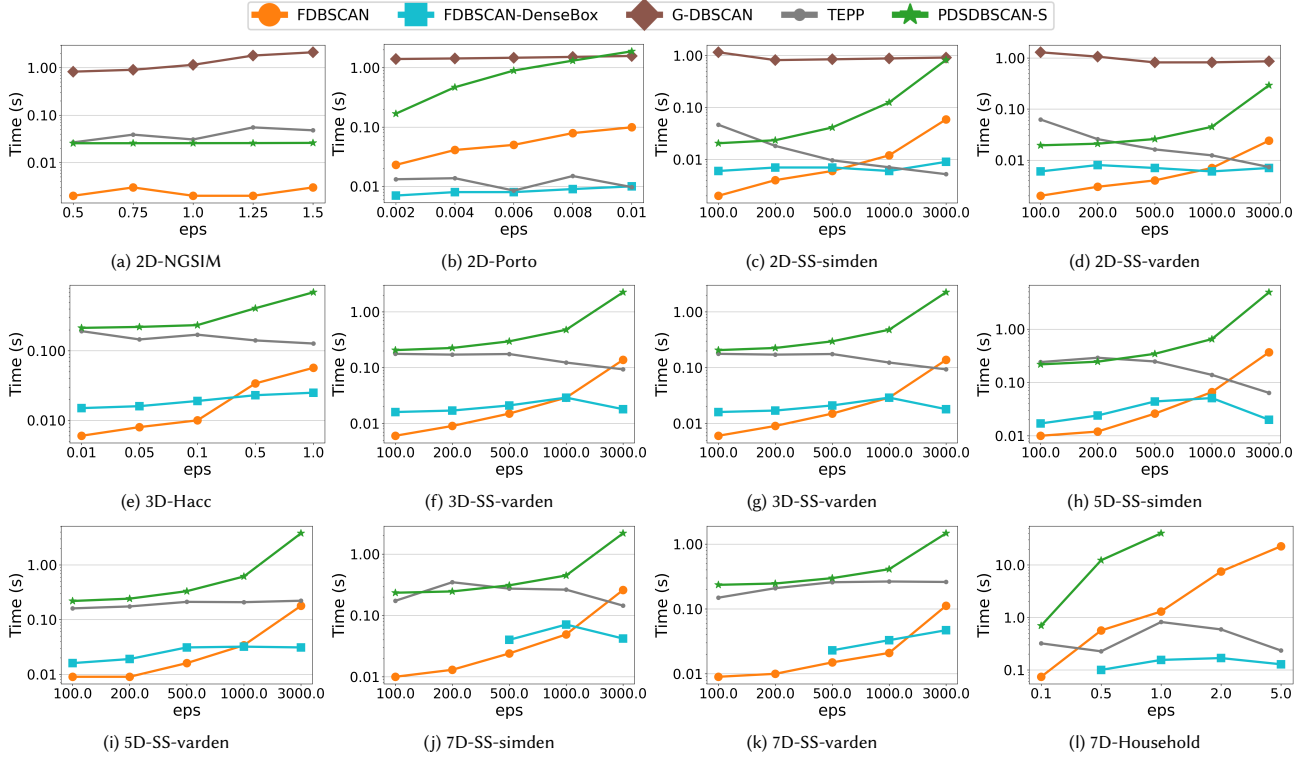 FDBSCAN FDBSCAN-DenseBox G-DBSCAN TEPP PDSDBSCAN-S
Time (s)
1.00
0.10
0.01
0.5 0.75 1.0 1.25 1.5
eps
(a) 2D-NGSIM
Time (s)
1.00
0.10
0.01
0.002 0.004 0.006 0.008 0.01
eps
(b) 2D-Porto
Time (s)
1.00
0.10
0.01
100.0 200.0 500.0 1000.0 3000.0
eps
(c) 2D-SS-simden
Time (s)
1.00
0.10
0.01
100.0 200.0 500.0 1000.0 3000.0
eps
(d) 2D-SS-varden
Time (s)
0.100
0.010
0.01 0.05 0.1 0.5 1.0
eps
(e) 3D-Hacc
Time (s)
1.00
0.10
0.01
100.0 200.0 500.0 1000.0 3000.0
eps
(f) 3D-SS-varden
Time (s)
1.00
0.10
0.01
100.0 200.0 500.0 1000.0 3000.0
eps
(g) 3D-SS-varden
Time (s)
1.00
0.10
0.01
100.0 200.0 500.0 1000.0 3000.0
eps
(h) 5D-SS-simden
Time (s)
1.00
0.10
0.01
100.0 200.0 500.0 1000.0 3000.0
eps
(i) 5D-SS-varden
Time (s)
1.00
0.10
0.01
100.0 200.0 500.0 1000.0 3000.0
eps
(j) 7D-SS-simden
Time (s)
1.00
0.10
0.01
100.0 200.0 500.0 1000.0 3000.0
eps
(k) 7D-SS-varden
Time (s)
10.0
1.0
0.1
0.1 0.5 1.0 2.0 5.0
eps
(l) 7D-Household